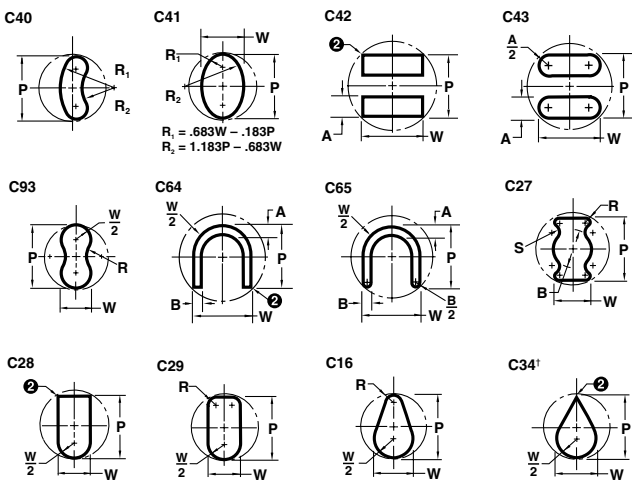 C40
P
R1
R2
C41
W
R1
R2
P
R1 = .683W – .183P
R2 = 1.183P – .683W
C42
2
P
A
W
C43
A/2
P
A
W
C93
W/2
P
R
W
C64
W/2
A
P
B
2
W
C65
W/2
P
B
B/2
W
C27
R
S
P
B
W
C28
2
P
W/2
W
C29
R
P
W/2
W
C16
R
P
W/2
W
C34†
2
P
W/2
W